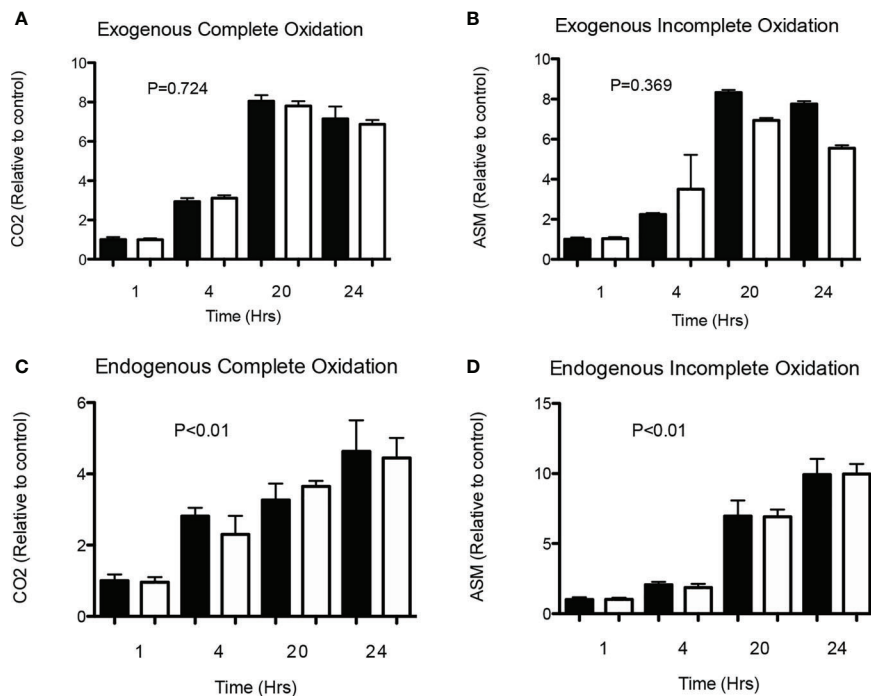 A
Exogenous Complete Oxidation
CO2 (Relative to control)
10
8
6
4
2
0
P=0.724
1 4 20 24
Time (Hrs)
B
Exogenous Incomplete Oxidation
ASM (Relative to control)
10
8
6
4
2
0
P=0.369
1 4 20 24
Time (Hrs)
C
Endogenous Complete Oxidation
CO2 (Relative to control)
6
4
2
0
P<0.01
1 4 20 24
Time (Hrs)
D
Endogenous Incomplete Oxidation
ASM (Relative to control)
15
10
5
0
P<0.01
1 4 20 24
Time (Hrs)